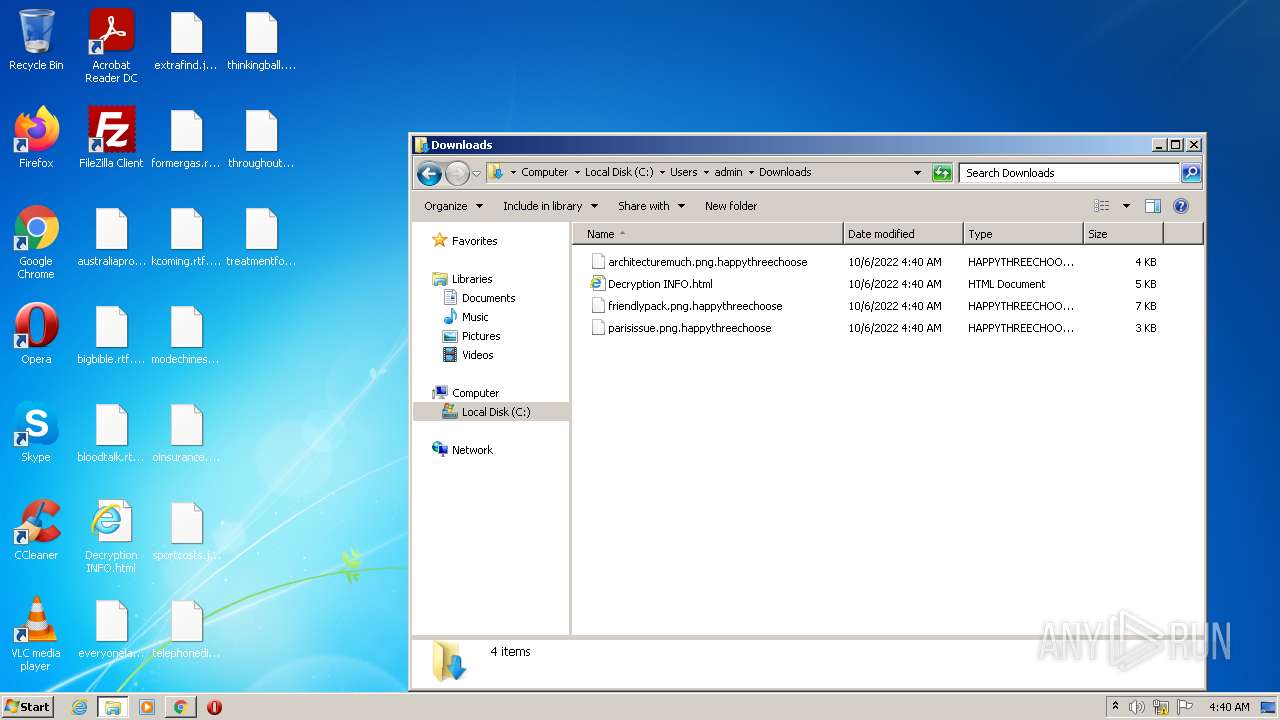 Recycle Bin
Acrobat Reader DC
extrafind.j...
thinkingball....
Firefox
FileZilla Client
formergas.r...
throughout...
Google Chrome
australiapro...
kcoming.rtf....
treatmentfo...
Opera
bigbible.rtf....
modechines...
Skype
bloodtalk.rt...
oinsurance....
CCleaner
Decryption INFO.html
sportcosts.j...
VLC media player
everyonela...
telephonedi...
Downloads
Computer Local Disk (C:) Users admin Downloads
Search Downloads
Organize Include in library Share with New folder
Favorites
Libraries
Documents
Music
Pictures
Videos
Computer
Local Disk (C:)
Network
Name Date modified Type Size
architecturemuch.png.happythreechoose 10/6/2022 4:40 AM HAPPYTHREECHOO... 4 KB
Decryption INFO.html 10/6/2022 4:40 AM HTML Document 5 KB
friendlypack.png.happythreechoose 10/6/2022 4:40 AM HAPPYTHREECHOO... 7 KB
parisissue.png.happythreechoose 10/6/2022 4:40 AM HAPPYTHREECHOO... KB
4 items
ANY RUN
Start
4:40 AM